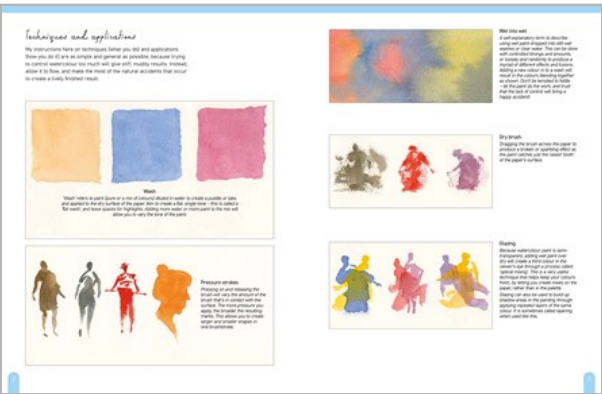 Techniques and applications
My instructions here on techniques (what you do) and applications
(how you do it) are as simple and general as possible, because trying
to control watercolour too much will give stiff, muddy results. Instead,
allow it to flow, and make the most of the natural accidents that occur
to create a lively finished result.
Wash
'Wash' refers to paint (pure or a mix of colours) diluted in water to create a puddle or lake,
and applied to the dry surface of the paper. Aim to create a flat, single tone – this is called a
'flat wash', and leave spaces for highlights. Adding more water or more paint to the mix will
allow you to vary the tone of the paint.
Pressure strokes
Pressing on and releasing the
brush will vary the amount of the
brush that's in contact with the
surface. The more pressure you
apply, the broader the resulting
marks. This allows you to create
larger and smaller shapes in
one brushstroke.
Wet into wet
A self-explanatory term to describe
using wet paint dropped into still-wet
washes or clear water. This can be done
with controlled timings and amounts,
or loosely and randomly to produce a
myriad of different effects and fusions.
Adding a new colour in to a wash will
result in the colours blending together
as shown. Don't be tempted to fiddle
– let the paint do the work, and trust
that the lack of control will bring a
happy accident!
Dry brush
Dragging the brush across the paper to
produce a broken or sparkling effect as
the paint catches just the raised 'tooth'
of the paper's surface.
Glazing
Because watercolour paint is semi-
transparent, adding wet paint over
dry will create a third colour in the
viewer's eye through a process called
'optical mixing'. This is a very useful
technique that helps keep your colours
fresh, by letting you create mixes on the
paper, rather than in the palette.
Glazing can also be used to build up
shadow areas in the painting through
applying repeated layers of the same
colour. It is sometimes called layering
when used like this.